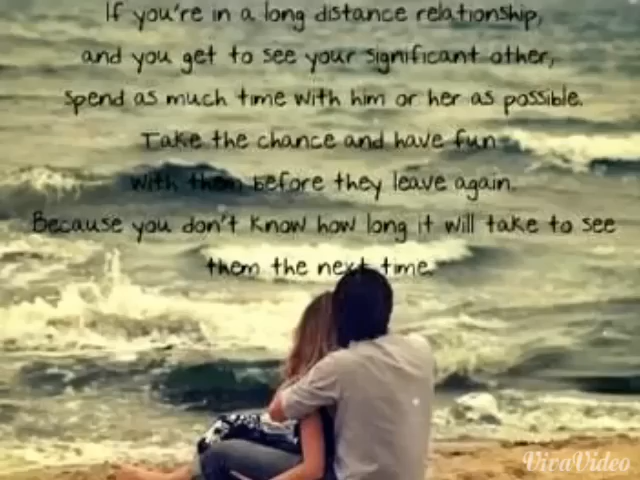 If you're in a long distance relationship,
and you get to see your significant other,
spend as much time with him or her as possible.
Take the chance and have fun
with them before they leave again.
Because you don't know how long it will take to see
them the next time.
VivaVideo